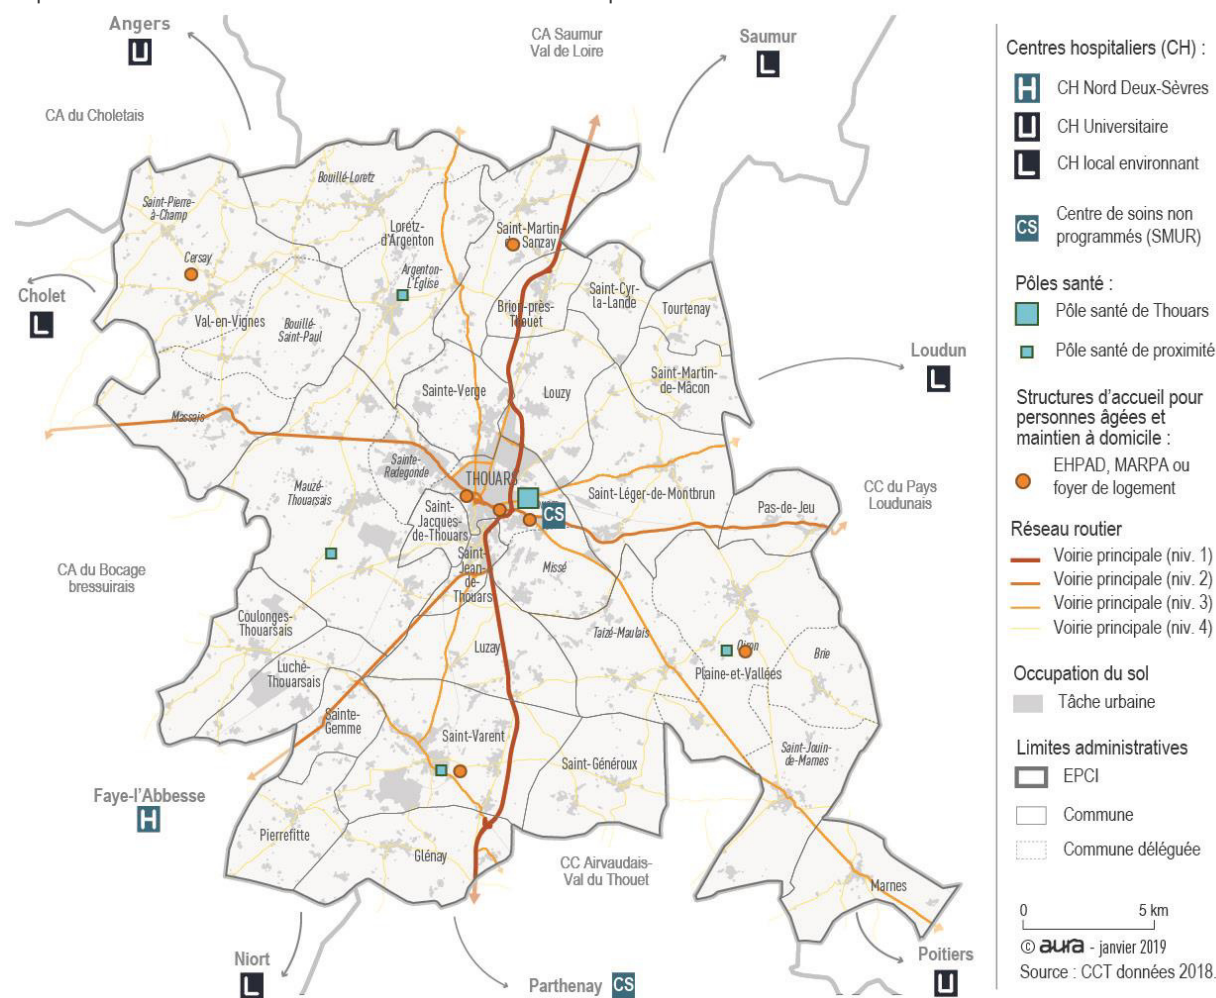 Angers
U
CA Saumur
Val de Loire
Saumur
L
CA du Choletais
Bouillé-Loretz
Saint-Pierre-
à-Champ
Loretz-
d'Argenton
Saint-Martin-
Sanzay
Cersay
Argenton-
L'Église
Cholet
L
Saint-Cyr-
la-Lande
Tourtenay
Brion-près-
Thouet
Val-en-Vignes
Bouillé-
Saint-Paul
Loudun
L
Saint-Martin-
de-Mâcon
Sainte-Verge
Louzy
Massais
Sainte-
Radegonde
THOUARS
Mauzé-
Thouarsais
Saint-Léger-de-Montbrun
CC du Pays
Loudunais
Saint-
Jacques-
de-Thouars
CS
Pas-de-Jeu
CA du Bocage
bressuirais
Saint-
Jean-
de-
Thouars
Missé
Coulonges-
Thouarsais
Taizé-Maulais
Oiron
Brie
Luzay
Plaine-et-Vallées
Luché-
Thouarsais
Sainte-
Gemme
Saint-Varent
Saint-Généroux
Saint-Jouin-
de-Marnes
Faye-l'Abbesse
H
Pierrefitte
Glénay
CC Airvaudais-
Val du Thouet
Marnes
Niort
L
Parthenay CS
Poitiers
U
Centres hospitaliers (CH) :
H CH Nord Deux-Sèvres
U CH Universitaire
L CH local environnant
CS Centre de soins non
programmés (SMUR)
Pôles santé :
Pôle santé de Thouars
Pôle santé de proximité
Structures d'accueil pour
personnes âgées et
maintien à domicile :
EHPAD, MARPA ou
foyer de logement
Réseau routier
Voirie principale (niv. 1)
Voirie principale (niv. 2)
Voirie principale (niv. 3)
Voirie principale (niv. 4)
Occupation du sol
Tâche urbaine
Limites administratives
EPCI
Commune
Commune déléguée
0 5 km
© aura - janvier 2019
Source : CCT données 2018.